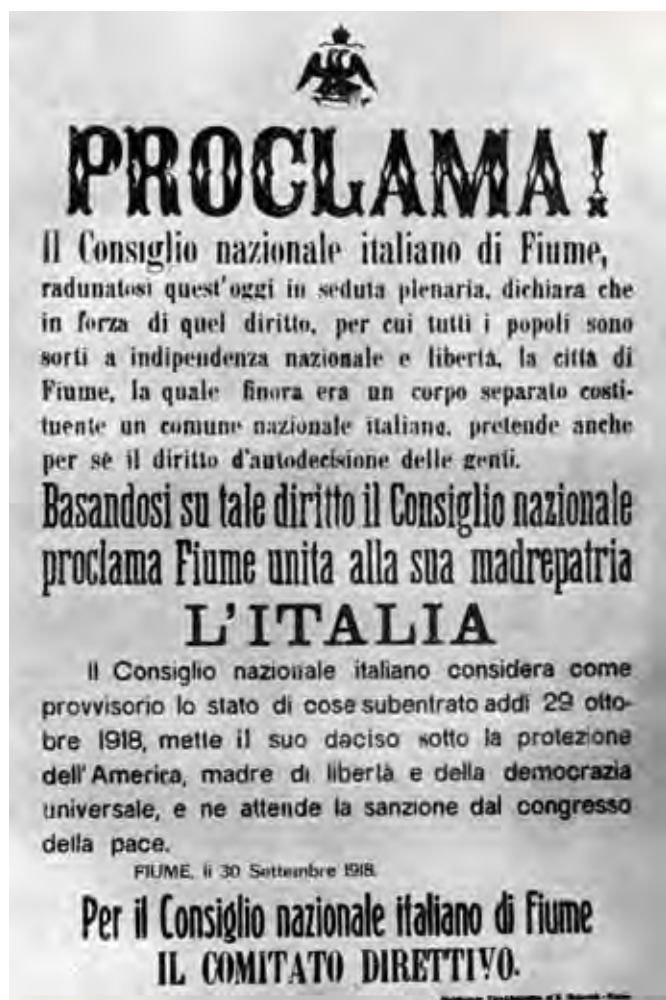 PROCLAMA!
Il Consiglio nazionale italiano di Fiume,
radunatosi quest'oggi in seduta plenaria, dichiara che
in forza di quel diritto, per cui tutti i popoli sono
sorti a indipendenza nazionale e libertà, la città di
Fiume, la quale finora era un corpo separato costi-
tuente un comune nazionale italiano, pretende anche
per sè il diritto d'autodecisione delle genti.
Basandosi su tale diritto il Consiglio nazionale
proclama Fiume unita alla sua madrepatria
L'ITALIA
Il Consiglio nazionale italiano considera come
provvisorio lo stato di cose subentrato addì 29 otto-
bre 1918, mette il suo daciso sotto la protezione
dell'America, madre di libertà e della democrazia
universale, e ne attende la sanzione dal congresso
della pace.
FIUME, li 30 Settembre 1918.
Per il Consiglio nazionale italiano di Fiume
IL COMITATO DIRETTIVO.